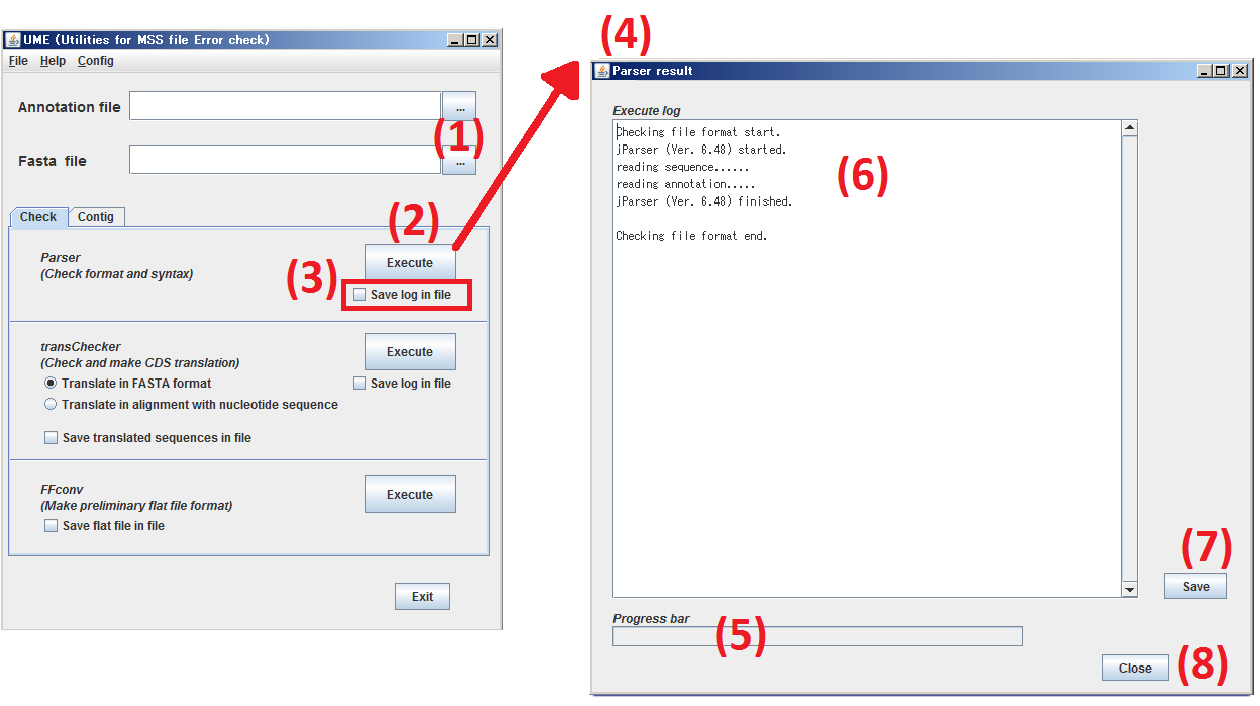 UME (Utilities for MSS file Error check)
File Help Config
Annotation file
...
(1)
Fasta file
...
Check Contig
(2)
Parser
(Check format and syntax)
Execute
(3)
Save log in file
transChecker
(Check and make CDS translation)
Execute
Translate in FASTA format
Save log in file
Translate in alignment with nucleotide sequence
Save translated sequences in file
FFconv
(Make preliminary flat file format)
Execute
Save flat file in file
Exit
(4)
Parser result
Execute log
Checking file format start.
jParser (Ver. 6.48) started.
reading sequence......
reading annotation.....
jParser (Ver. 6.48) finished.
Checking file format end.
(6)
(7)
Save
Progress bar
(5)
Close
(8)